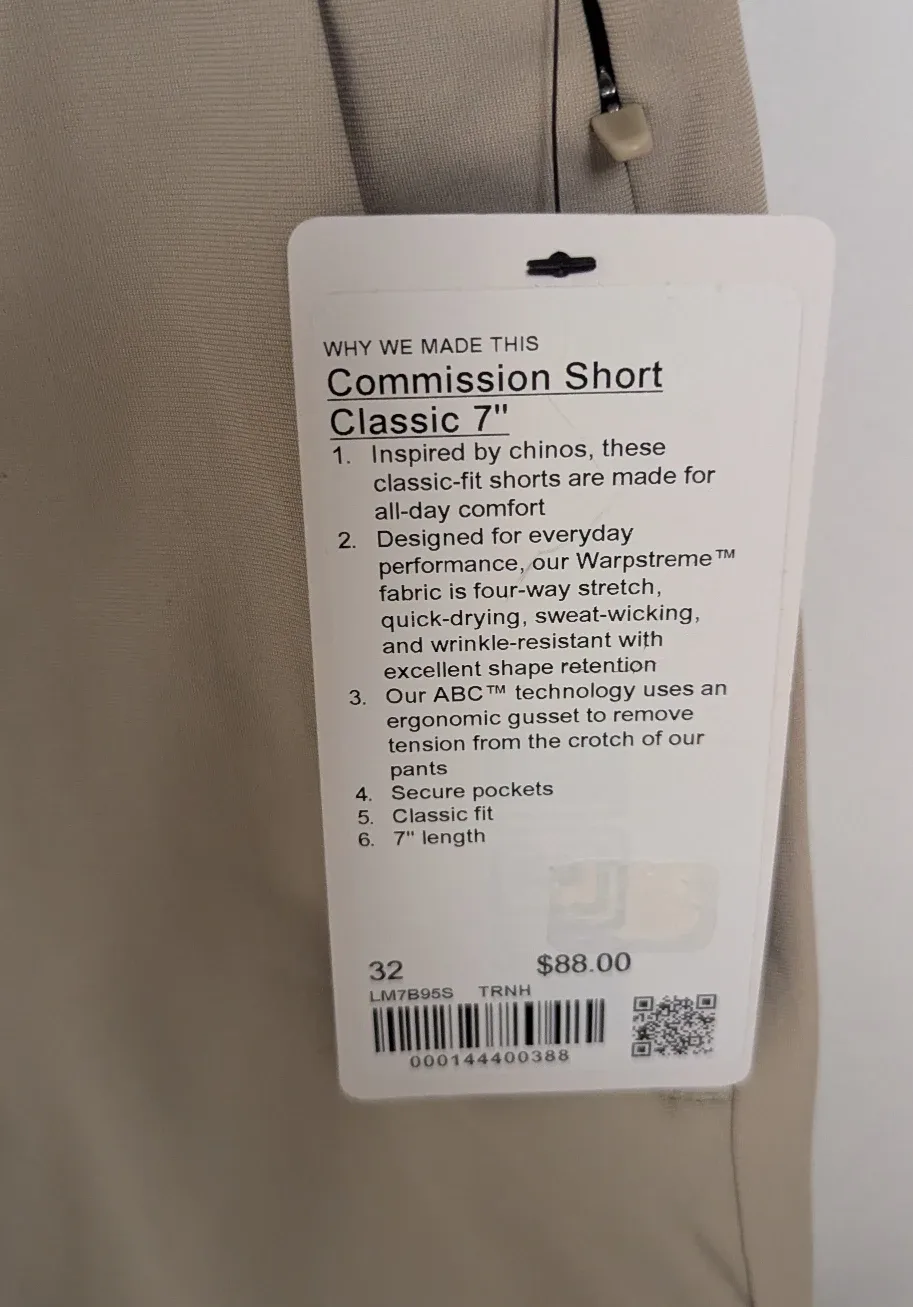 WHY WE MADE THIS
Commission Short
Classic 7"
1. Inspired by chinos, these
classic-fit shorts are made for
all-day comfort
2. Designed for everyday
performance, our Warpstreme™
fabric is four-way stretch,
quick-drying, sweat-wicking,
and wrinkle-resistant with
excellent shape retention
3. Our ABC™ technology uses an
ergonomic gusset to remove
tension from the crotch of our
pants
4. Secure pockets
5. Classic fit
6. 7" length
32 $88.00
LM7B95S TRNH
000144400388